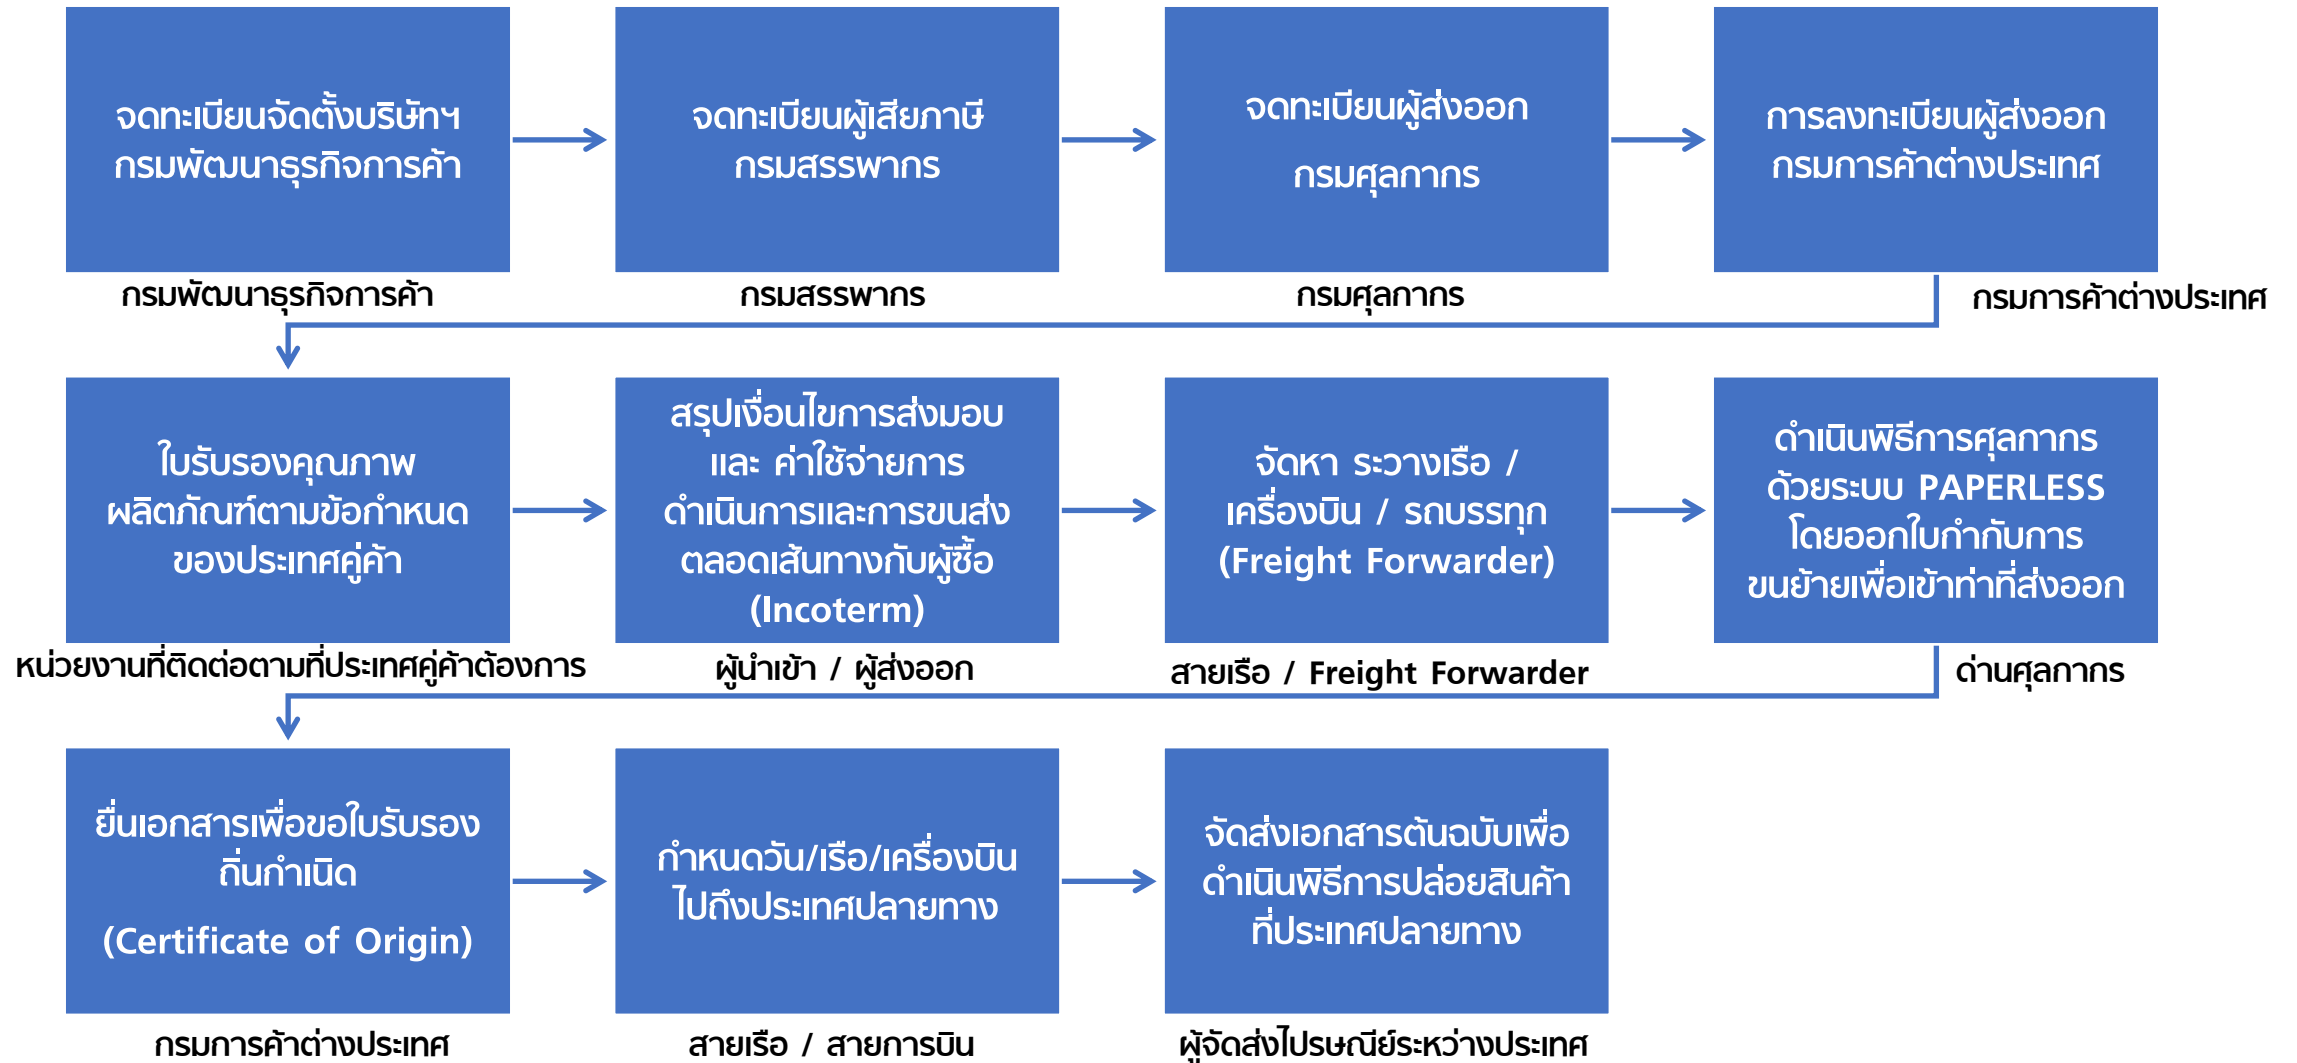 จดทะเบียนจัดตั้งบริษัทฯ
กรมพัฒนาธุรกิจการค้า
กรมพัฒนาธุรกิจการค้า
จดทะเบียนผู้เสียภาษี
กรมสรรพากร
กรมสรรพากร
จดทะเบียนผู้ส่งออก
กรมศุลกากร
กรมศุลกากร
การลงทะเบียนผู้ส่งออก
กรมการค้าต่างประเทศ
กรมการค้าต่างประเทศ
ใบรับรองคุณภาพ
ผลิตภัณฑ์ตามข้อกำหนด
ของประเทศคู่ค้า
หน่วยงานที่ติดต่อตามที่ประเทศคู่ค้าต้องการ
สรุปเงื่อนไขการส่งมอบ
และ ค่าใช้จ่ายการ
ดำเนินการและการขนส่ง
ตลอดเส้นทางกับผู้ซื้อ
(Incoterm)
ผู้นำเข้า / ผู้ส่งออก
จัดหา ระวางเรือ /
เครื่องบิน / รถบรรทุก
(Freight Forwarder)
สายเรือ / Freight Forwarder
ดำเนินพิธีการศุลกากร
ด้วยระบบ PAPERLESS
โดยออกใบกำกับการ
ขนย้ายเพื่อเข้าท่าที่ส่งออก
ด่านศุลกากร
ยื่นเอกสารเพื่อขอใบรับรอง
ถิ่นกำเนิด
(Certificate of Origin)
กรมการค้าต่างประเทศ
กำหนดวัน/เรือ/เครื่องบิน
ไปถึงประเทศปลายทาง
สายเรือ / สายการบิน
จัดส่งเอกสารต้นฉบับเพื่อ
ดำเนินพิธีการปล่อยสินค้า
ที่ประเทศปลายทาง
ผู้จัดส่งไปรษณีย์ระหว่างประเทศ